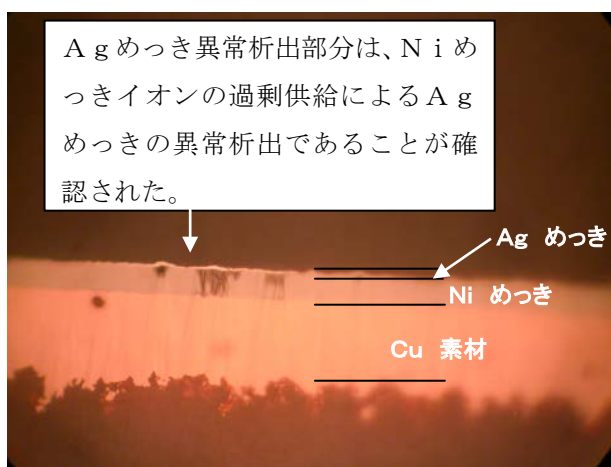 Ａｇめっき異常析出部分は、Ｎｉめ
っきイオンの過剰供給によるＡｇ
めっきの異常析出であることが確
認された。
Ag めっき
Ni めっき
Cu 素材